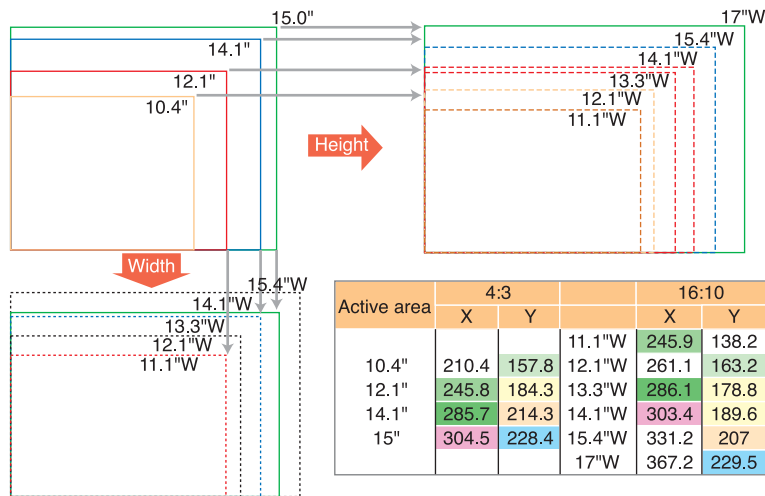 15.0"
14.1"
12.1"
10.4"
Height
17"W
15.4"W
14.1"W
13.3"W
12.1"W
11.1"W
Width
15.4"W
14.1"W
13.3"W
12.1"W
11.1"W
Active area 4:3 16:10
X Y X Y
11.1"W 245.9 138.2
10.4" 210.4 157.8 12.1"W 261.1 163.2
12.1" 245.8 184.3 13.3"W 286.1 178.8
14.1" 285.7 214.3 14.1"W 303.4 189.6
15" 304.5 228.4 15.4"W 331.2 207
17"W 367.2 229.5